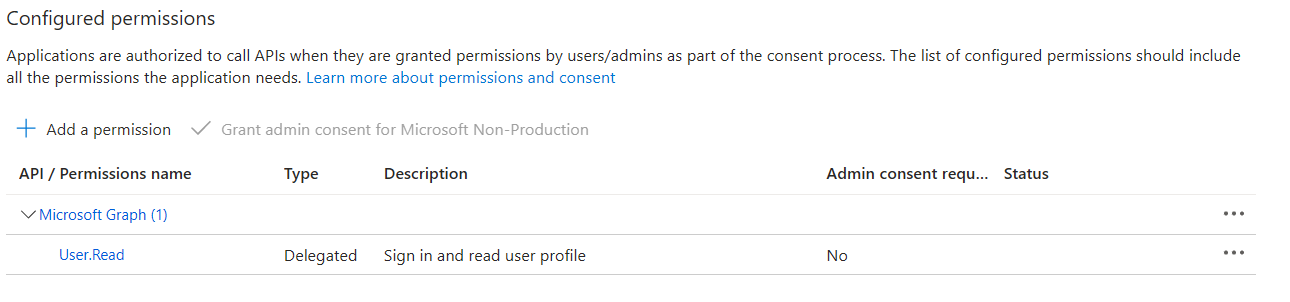 Configured permissions
Applications are authorized to call APIs when they are granted permissions by users/admins as part of the consent process. The list of configured permissions should include
all the permissions the application needs. Learn more about permissions and consent
Add a permission Grant admin consent for Microsoft Non-Production
API / Permissions name Type Description Admin consent requ... Status
Microsoft Graph (1)
User.Read Delegated Sign in and read user profile No